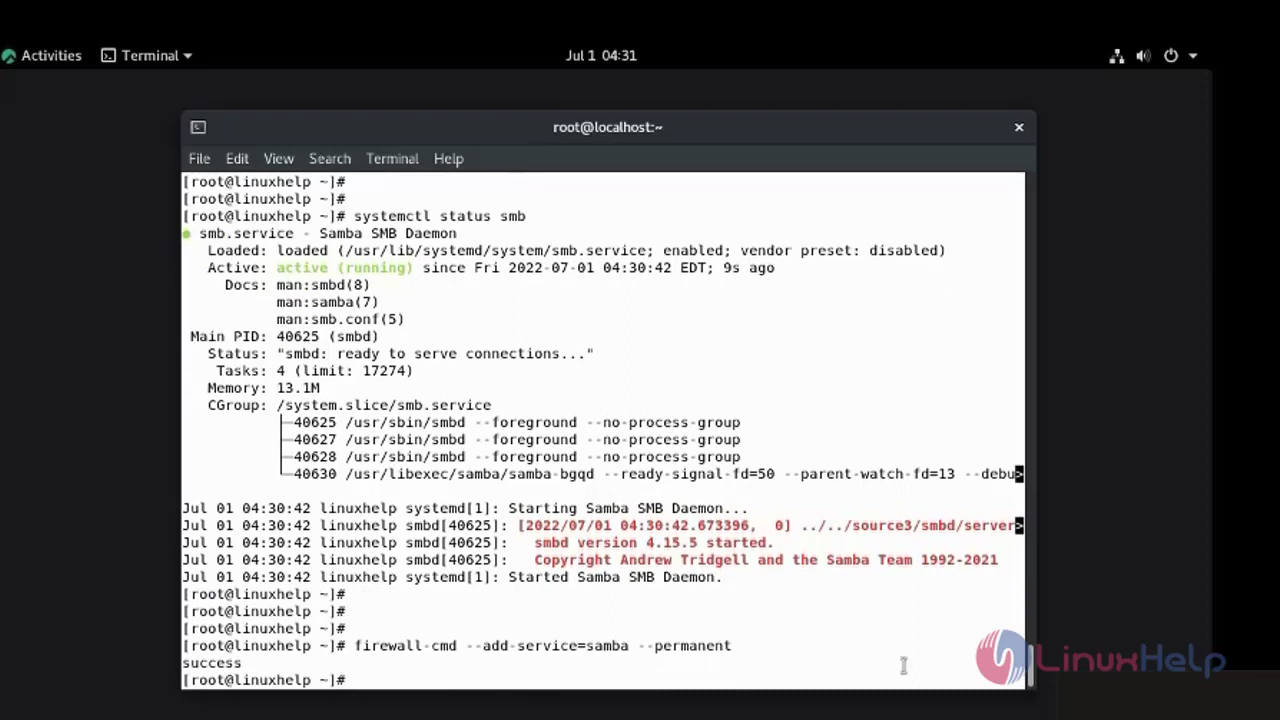 Activities Terminal Jul 1 04:31
root@localhost:~
File Edit View Search Terminal Help
[root@linuxhelp ~]#
[root@linuxhelp ~]#
[root@linuxhelp ~]# systemctl status smb
● smb.service - Samba SMB Daemon
   Loaded: loaded (/usr/lib/systemd/system/smb.service; enabled; vendor preset: disabled)
   Active: active (running) since Fri 2022-07-01 04:30:42 EDT; 9s ago
     Docs: man:smbd(8)
           man:samba(7)
           man:smb.conf(5)
 Main PID: 40625 (smbd)
   Status: "smbd: ready to serve connections..."
    Tasks: 4 (limit: 17274)
   Memory: 13.1M
   CGroup: /system.slice/smb.service
           ├─40625 /usr/sbin/smbd --foreground --no-process-group
           ├─40627 /usr/sbin/smbd --foreground --no-process-group
           ├─40628 /usr/sbin/smbd --foreground --no-process-group
           └─40630 /usr/libexec/samba/samba-bgqd --ready-signal-fd=50 --parent-watch-fd=13 --debu>
Jul 01 04:30:42 linuxhelp systemd[1]: Starting Samba SMB Daemon...
Jul 01 04:30:42 linuxhelp smbd[40625]: [2022/07/01 04:30:42.673396,  0] ../../source3/smbd/server>
Jul 01 04:30:42 linuxhelp smbd[40625]:   smbd version 4.15.5 started.
Jul 01 04:30:42 linuxhelp smbd[40625]:   Copyright Andrew Tridgell and the Samba Team 1992-2021
Jul 01 04:30:42 linuxhelp systemd[1]: Started Samba SMB Daemon.
[root@linuxhelp ~]#
[root@linuxhelp ~]#
[root@linuxhelp ~]#
[root@linuxhelp ~]# firewall-cmd --add-service=samba --permanent
success
[root@linuxhelp ~]#
LinuxHelp